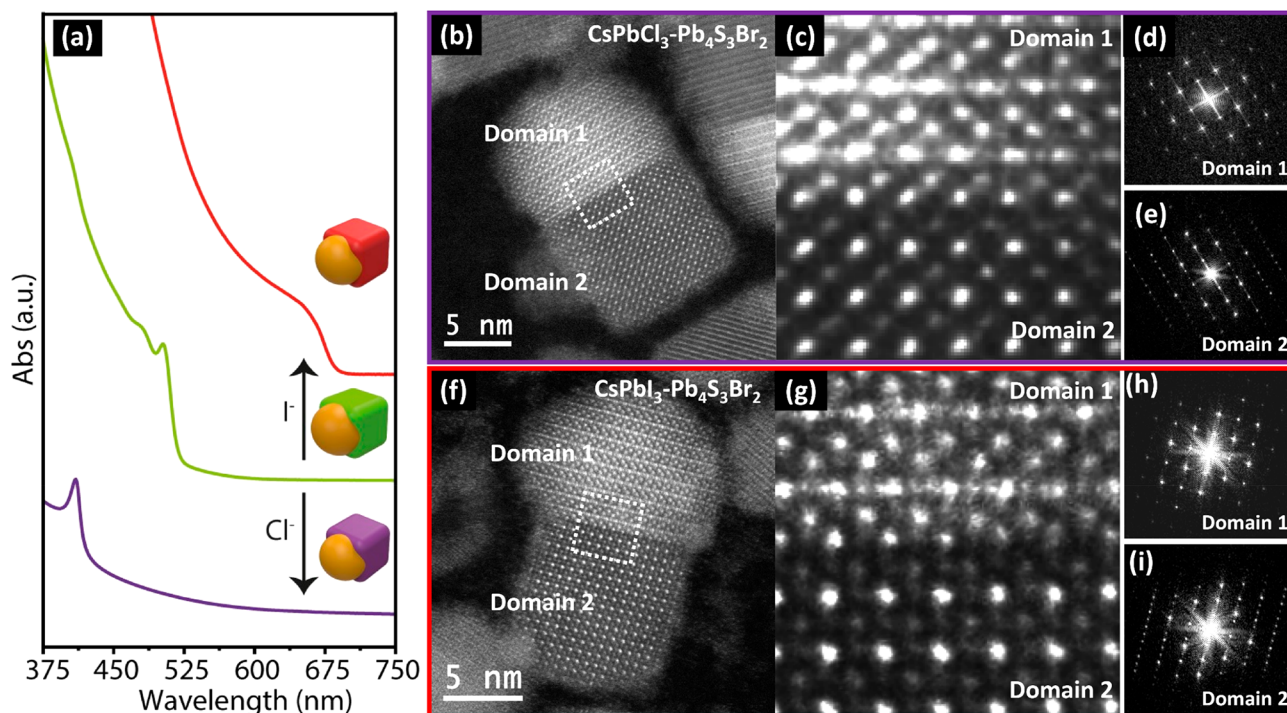 (a)
Abs (a.u.)
I⁻
Cl⁻
375 450 525 600 675 750
Wavelength (nm)
(b)
CsPbCl₃-Pb₄S₃Br₂
Domain 1
Domain 2
5 nm
(c)
Domain 1
Domain 2
(d)
Domain 1
(e)
Domain 2
(f)
CsPbI₃-Pb₄S₃Br₂
Domain 1
Domain 2
5 nm
(g)
Domain 1
Domain 2
(h)
Domain 1
(i)
Domain 2